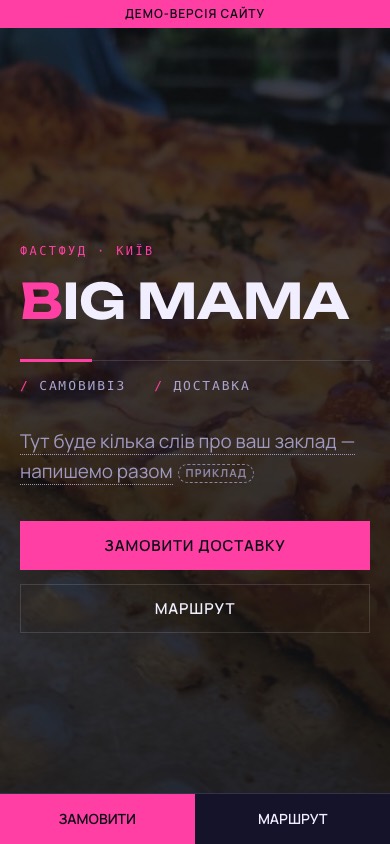 ДЕМО-ВЕРСІЯ САЙТУ
ФАСТФУД · КИЇВ
BIG MAMA
/ САМОВИВІЗ / ДОСТАВКА
Тут буде кілька слів про ваш заклад —
напишемо разом ПРИКЛАД
ЗАМОВИТИ ДОСТАВКУ
МАРШРУТ
ЗАМОВИТИ МАРШРУТ